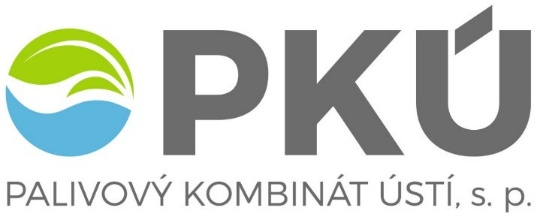 PKÚ
PALIVOVÝ KOMBINÁT ÚSTÍ, s. p.